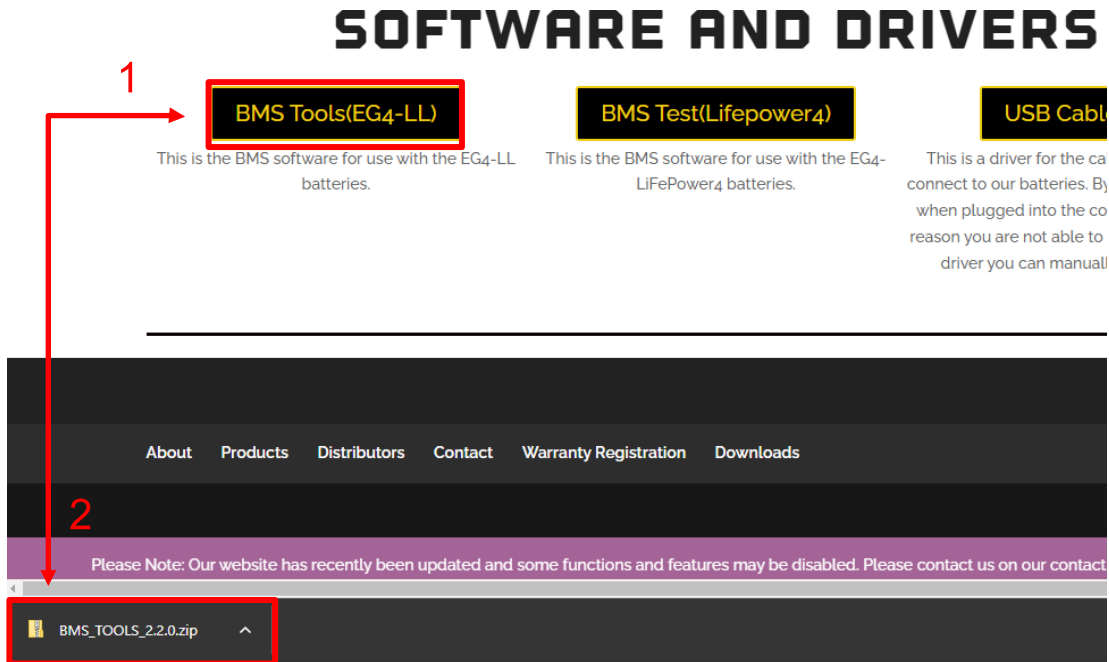 SOFTWARE AND DRIVERS
1
BMS Tools(EG4-LL)
This is the BMS software for use with the EG4-LL
batteries.
BMS Test(Lifepower4)
This is the BMS software for use with the EG4-
LiFePower4 batteries.
USB Cabl
This is a driver for the ca
connect to our batteries. By
when plugged into the co
reason you are not able to
driver you can manuall
About Products Distributors Contact Warranty Registration Downloads
2
Please Note: Our website has recently been updated and some functions and features may be disabled. Please contact us on our contact
BMS_TOOLS_2.2.0.zip